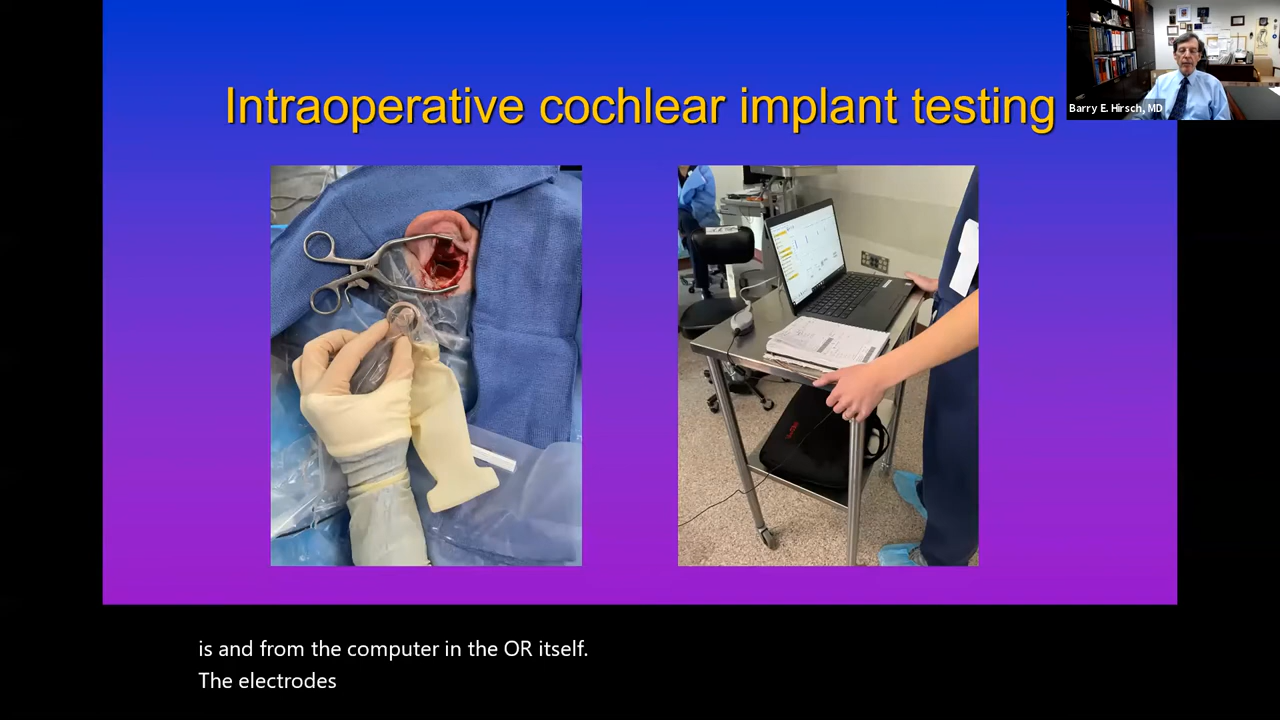 Intraoperative cochlear implant testing
Barry E. Hirsch, MD
is and from the computer in the OR itself.
The electrodes